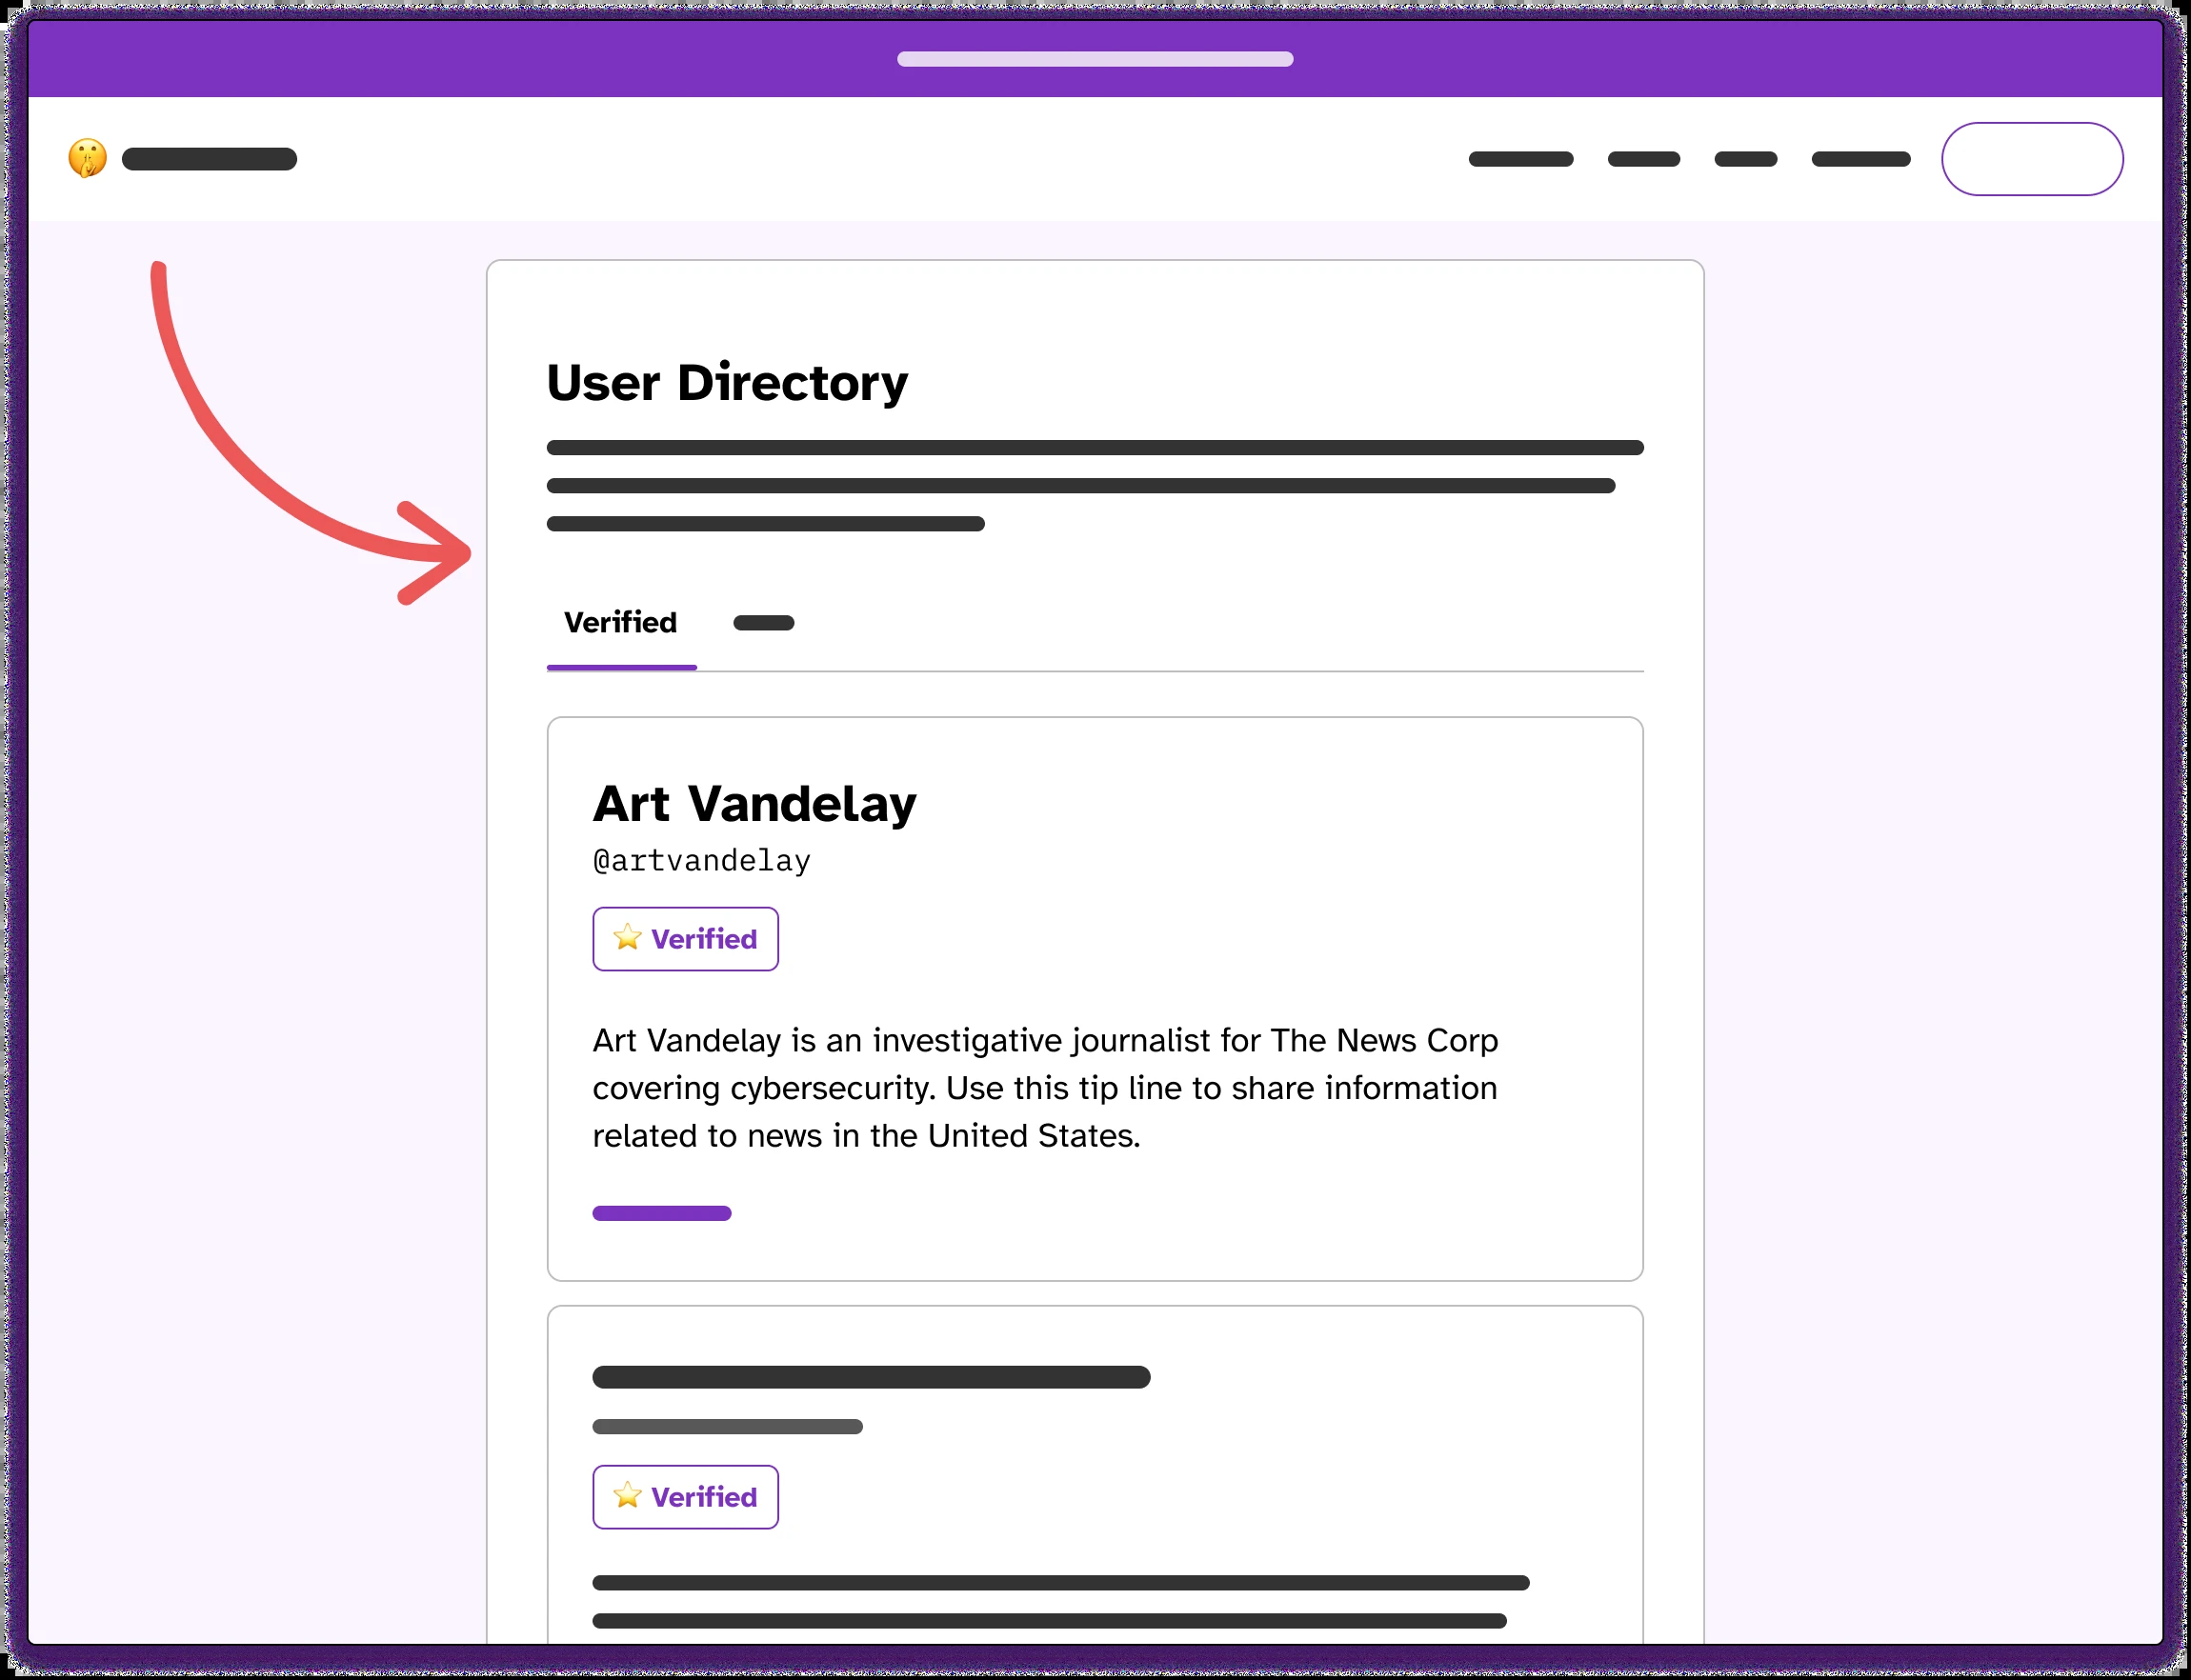 User Directory
Verified
Art Vandelay
@artvandelay
⭐ Verified
Art Vandelay is an investigative journalist for The News Corp
covering cybersecurity. Use this tip line to share information
related to news in the United States.
⭐ Verified